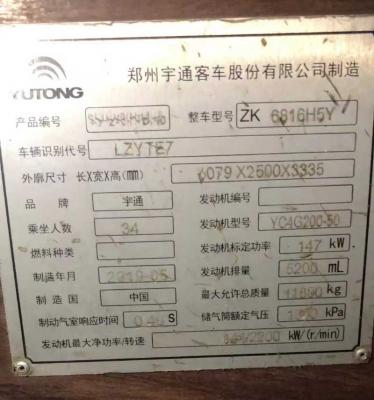 YUTONG
郑州宇通客车股份有限公司制造
产品编号 整车型号 ZK 6816H5Y
车辆识别代号 LZYTE7
外廓尺寸 长X宽X高(mm) X2500X3335
品牌 宇通 发动机编号
乘坐人数 34 发动机型号 YC4G200-50
燃料种类 发动机标定功率 147 kW
制造年月 发动机排量 5200 mL
制造国 中国 最大允许总质量 kg
制动气室响应时间 S 储气筒额定气压 kPa
发动机最大净功率/转速 /2200 kW/(r/min)